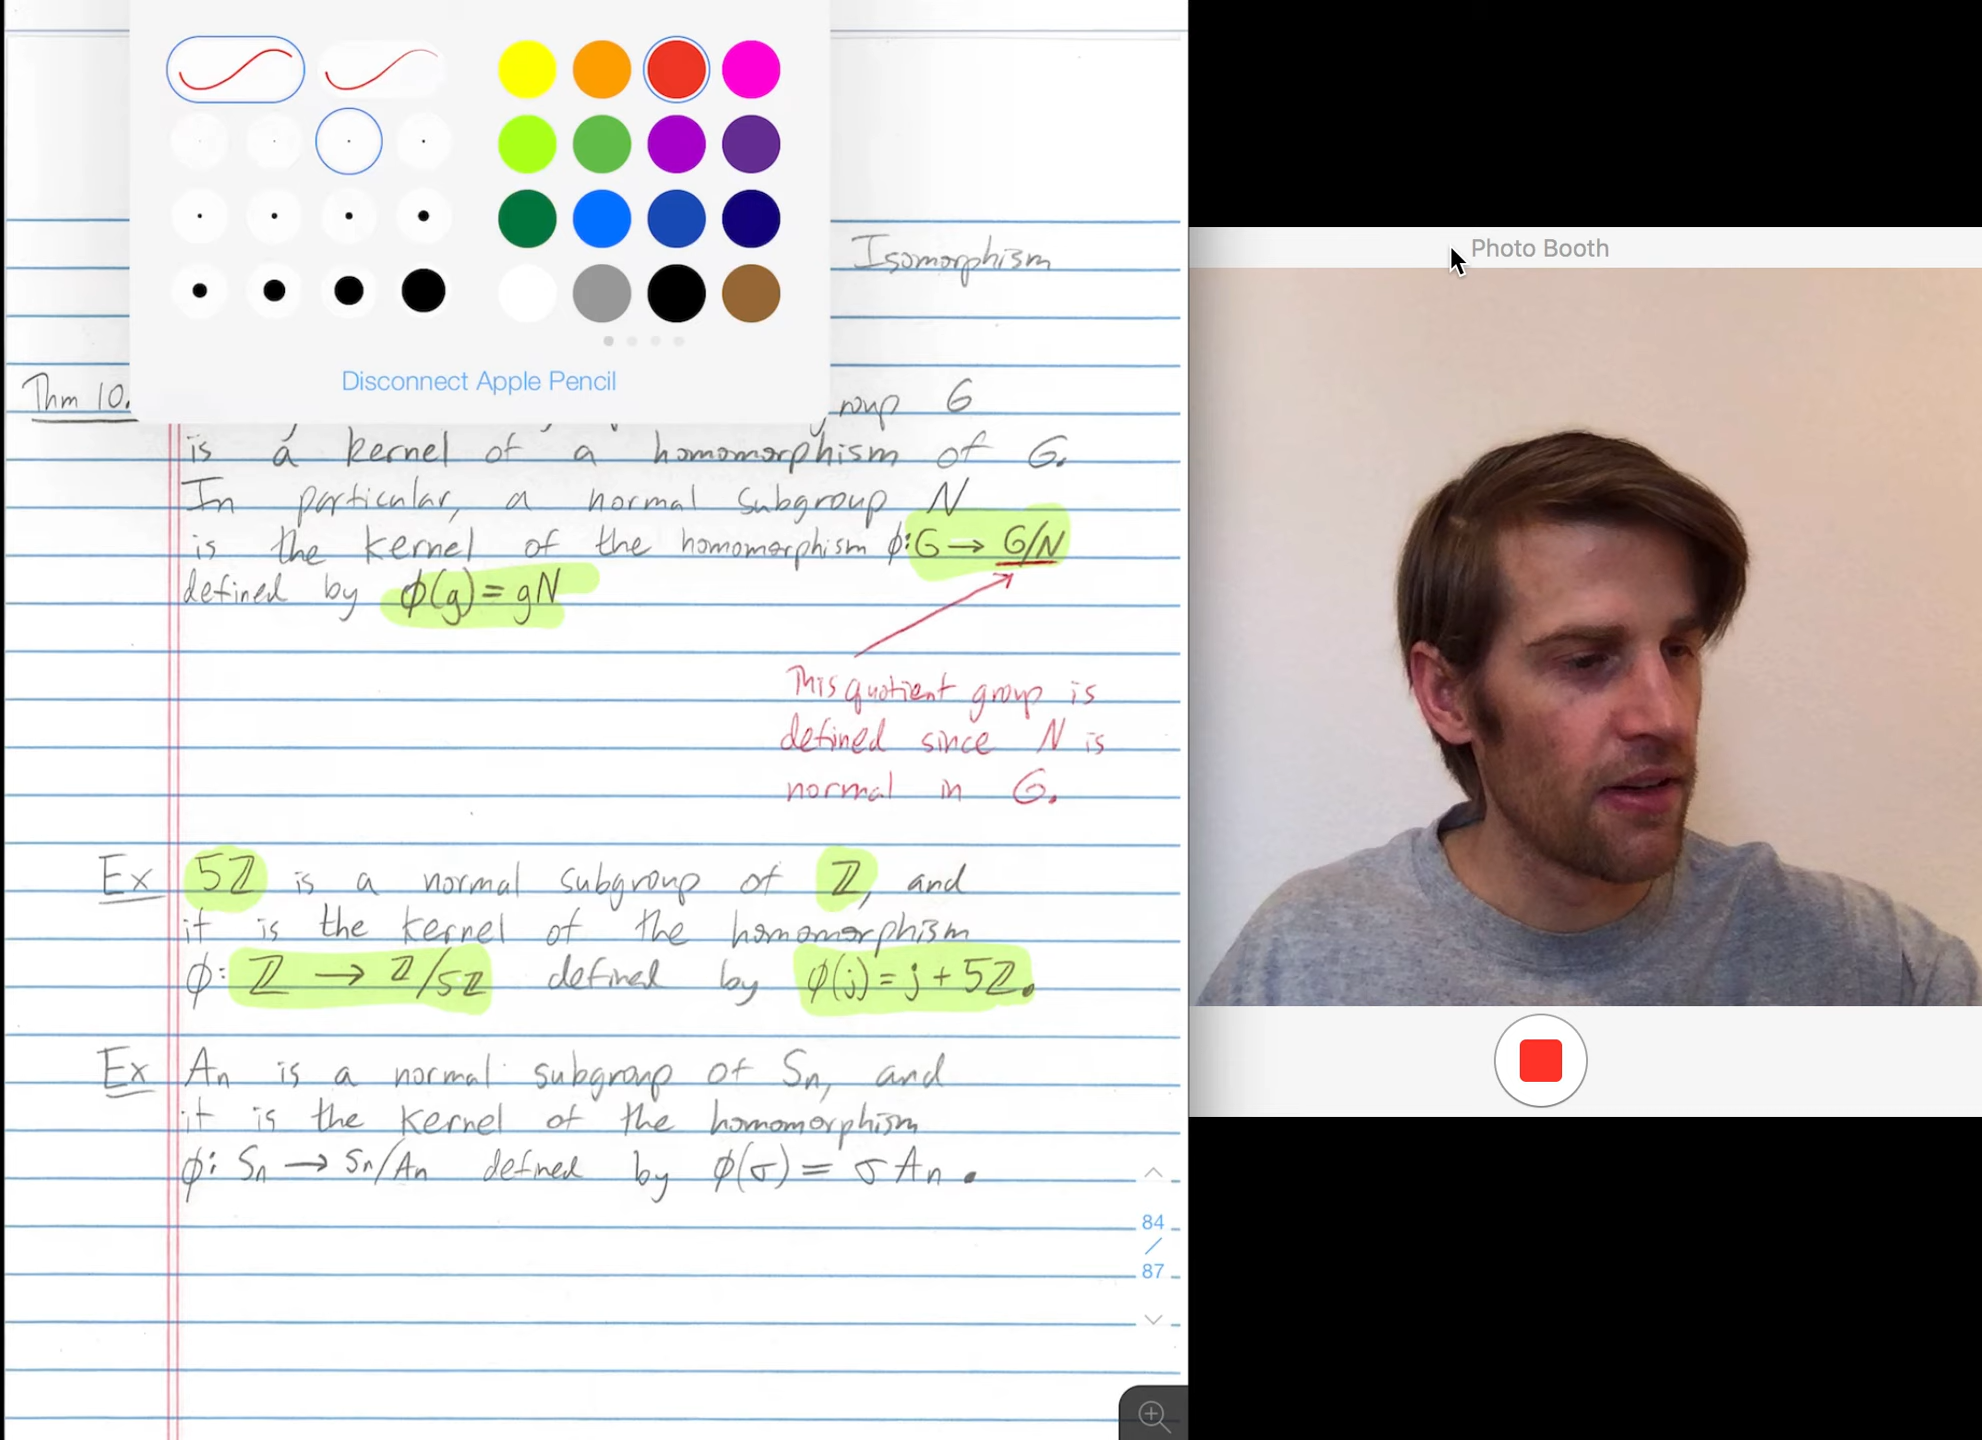 Isomorphism
Disconnect Apple Pencil
Thm 10.
roup G
is a kernel of a homomorphism of G.
In particular, a normal subgroup N
is the kernel of the homomorphism ϕ: G → G/N
defined by ϕ(g) = gN
This quotient group is
defined since N is
normal in G.
Ex 5ℤ is a normal subgroup of ℤ, and
it is the kernel of the homomorphism
ϕ: ℤ → ℤ/5ℤ defined by ϕ(j) = j + 5ℤ.
Ex An is a normal subgroup of Sn, and
it is the kernel of the homomorphism
ϕ: Sn → Sn/An defined by ϕ(σ) = σAn.
84
/
87
Photo Booth